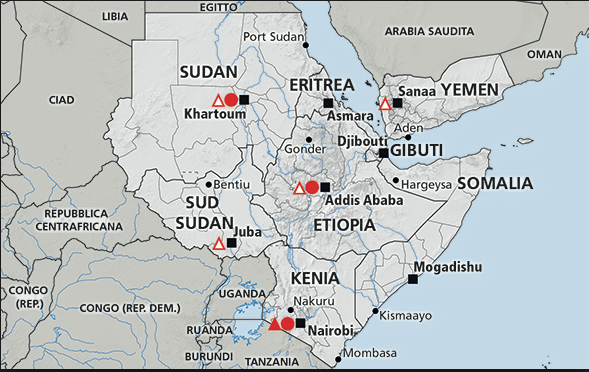 EGITTO
LIBIA
Port Sudan
ARABIA SAUDITA
OMAN
SUDAN
CIAD
ERITREA
Sanaa
YEMEN
Khartoum
Asmara
Aden
Djibouti
Gonder
GIBUTI
Bentiu
Hargeysa
SOMALIA
SUD
SUDAN
Addis Ababa
REPUBBLICA
CENTRAFRICANA
ETIOPIA
Juba
Mogadishu
KENIA
CONGO
(REP.)
CONGO (REP. DEM.)
UGANDA
Nakuru
Kismaayo
RUANDA
Nairobi
BURUNDI
TANZANIA
Mombasa